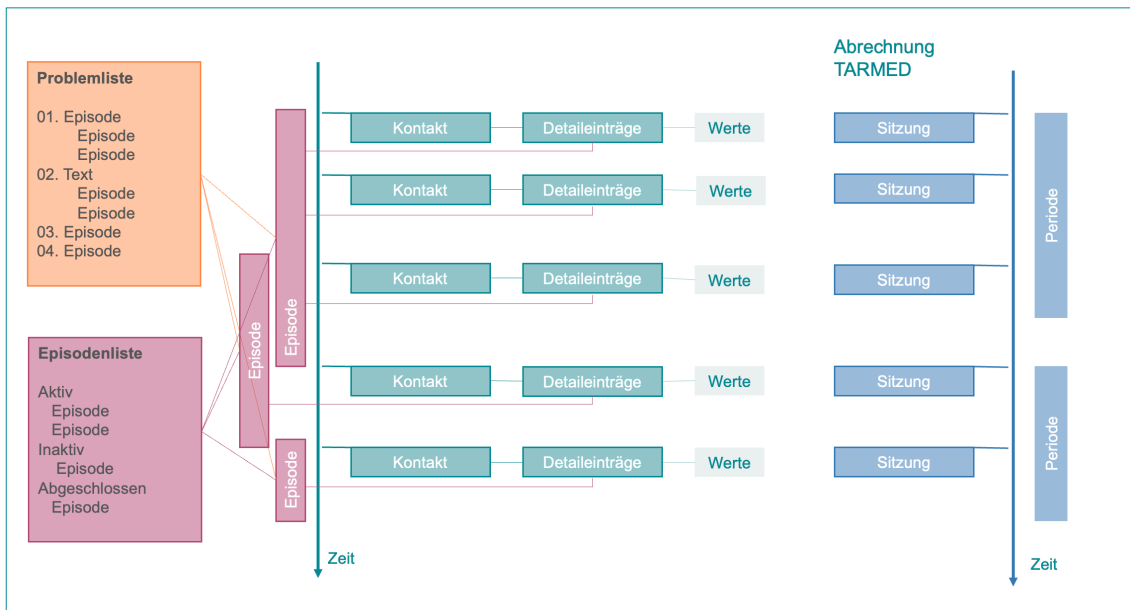 Abrechnung
TARMED
Problemliste
01. Episode
Episode
Episode
02. Text
Episode
Episode
03. Episode
04. Episode
Episodenliste
Aktiv
Episode
Episode
Inaktiv
Episode
Abgeschlossen
Episode
Episode
Episode
Episode
Kontakt Detaileinträge Werte
Kontakt Detaileinträge Werte
Kontakt Detaileinträge Werte
Kontakt Detaileinträge Werte
Kontakt Detaileinträge Werte
Zeit
Sitzung
Sitzung
Sitzung
Sitzung
Sitzung
Periode
Periode
Zeit